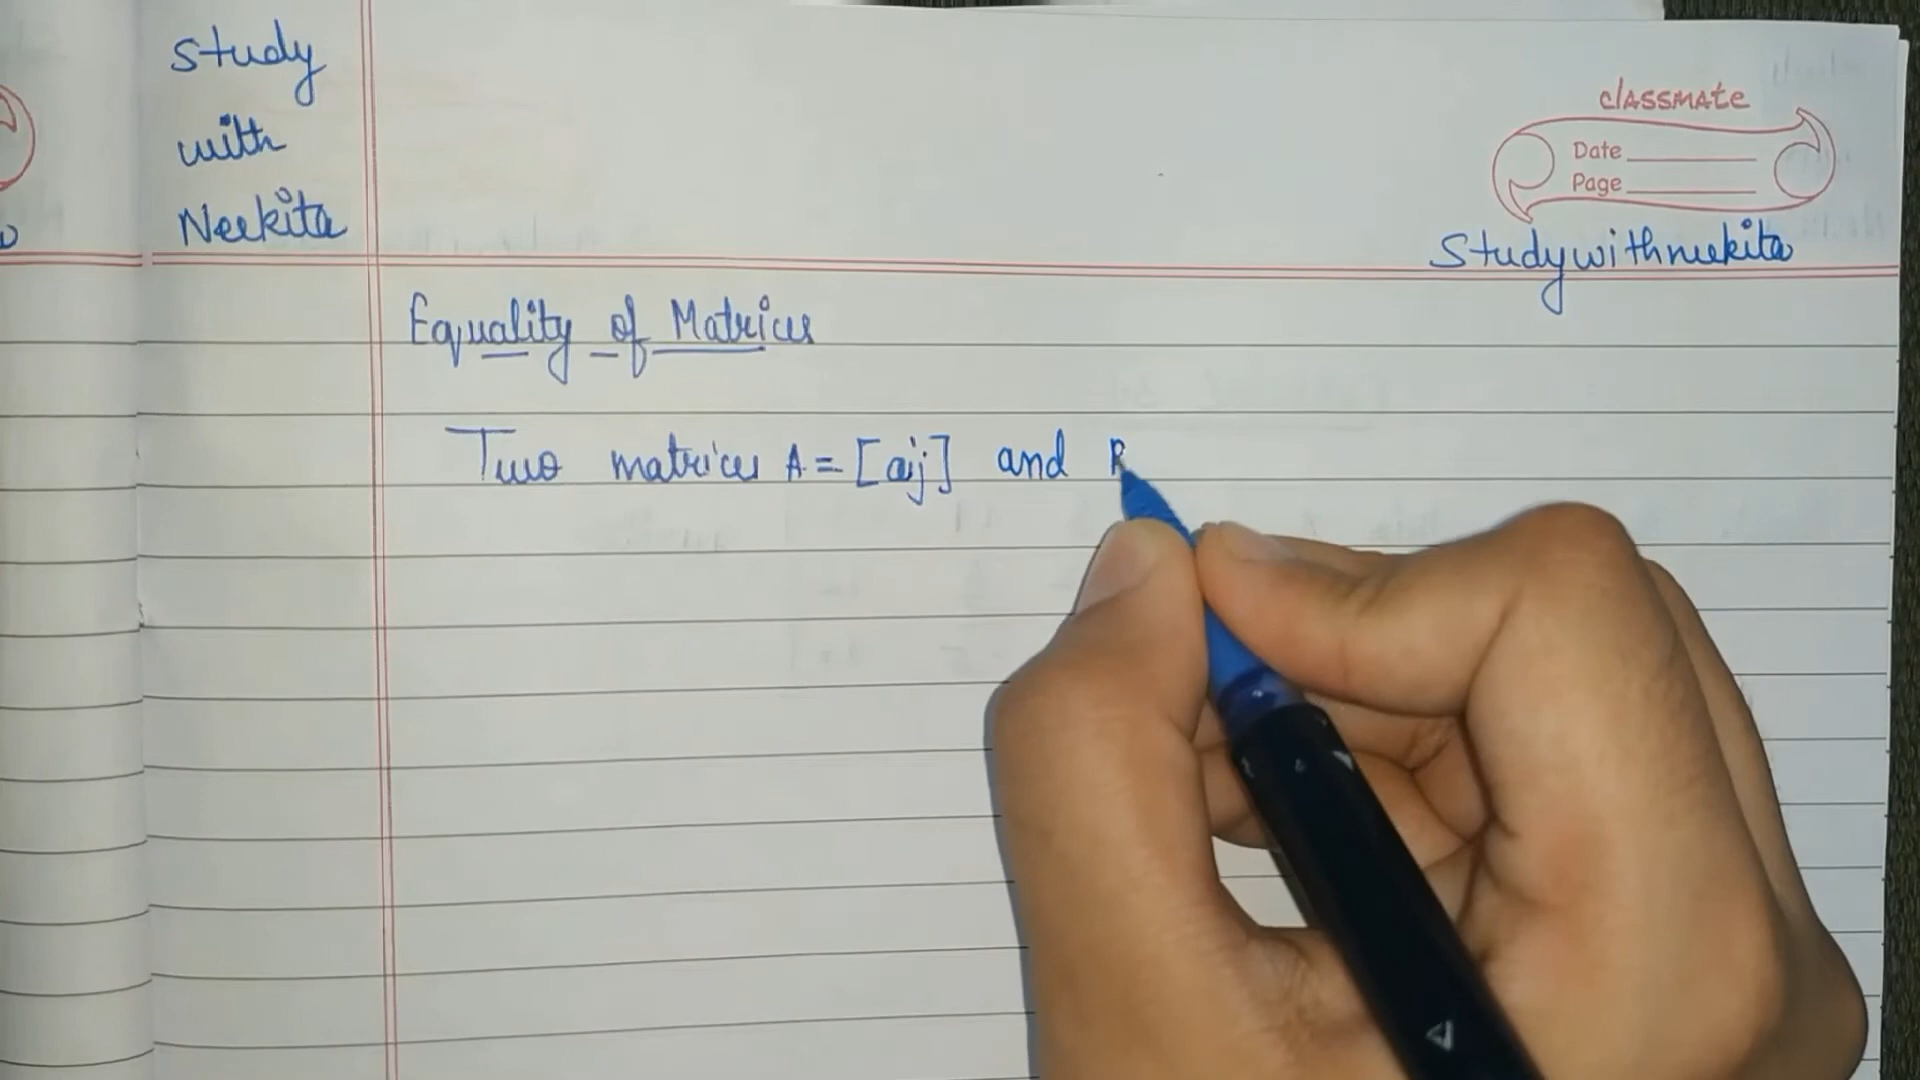 Study
with
Neekita
classmate
Date
Page
Studywithneekita
Equality of Matrices
Two matrices A = [aij] and B